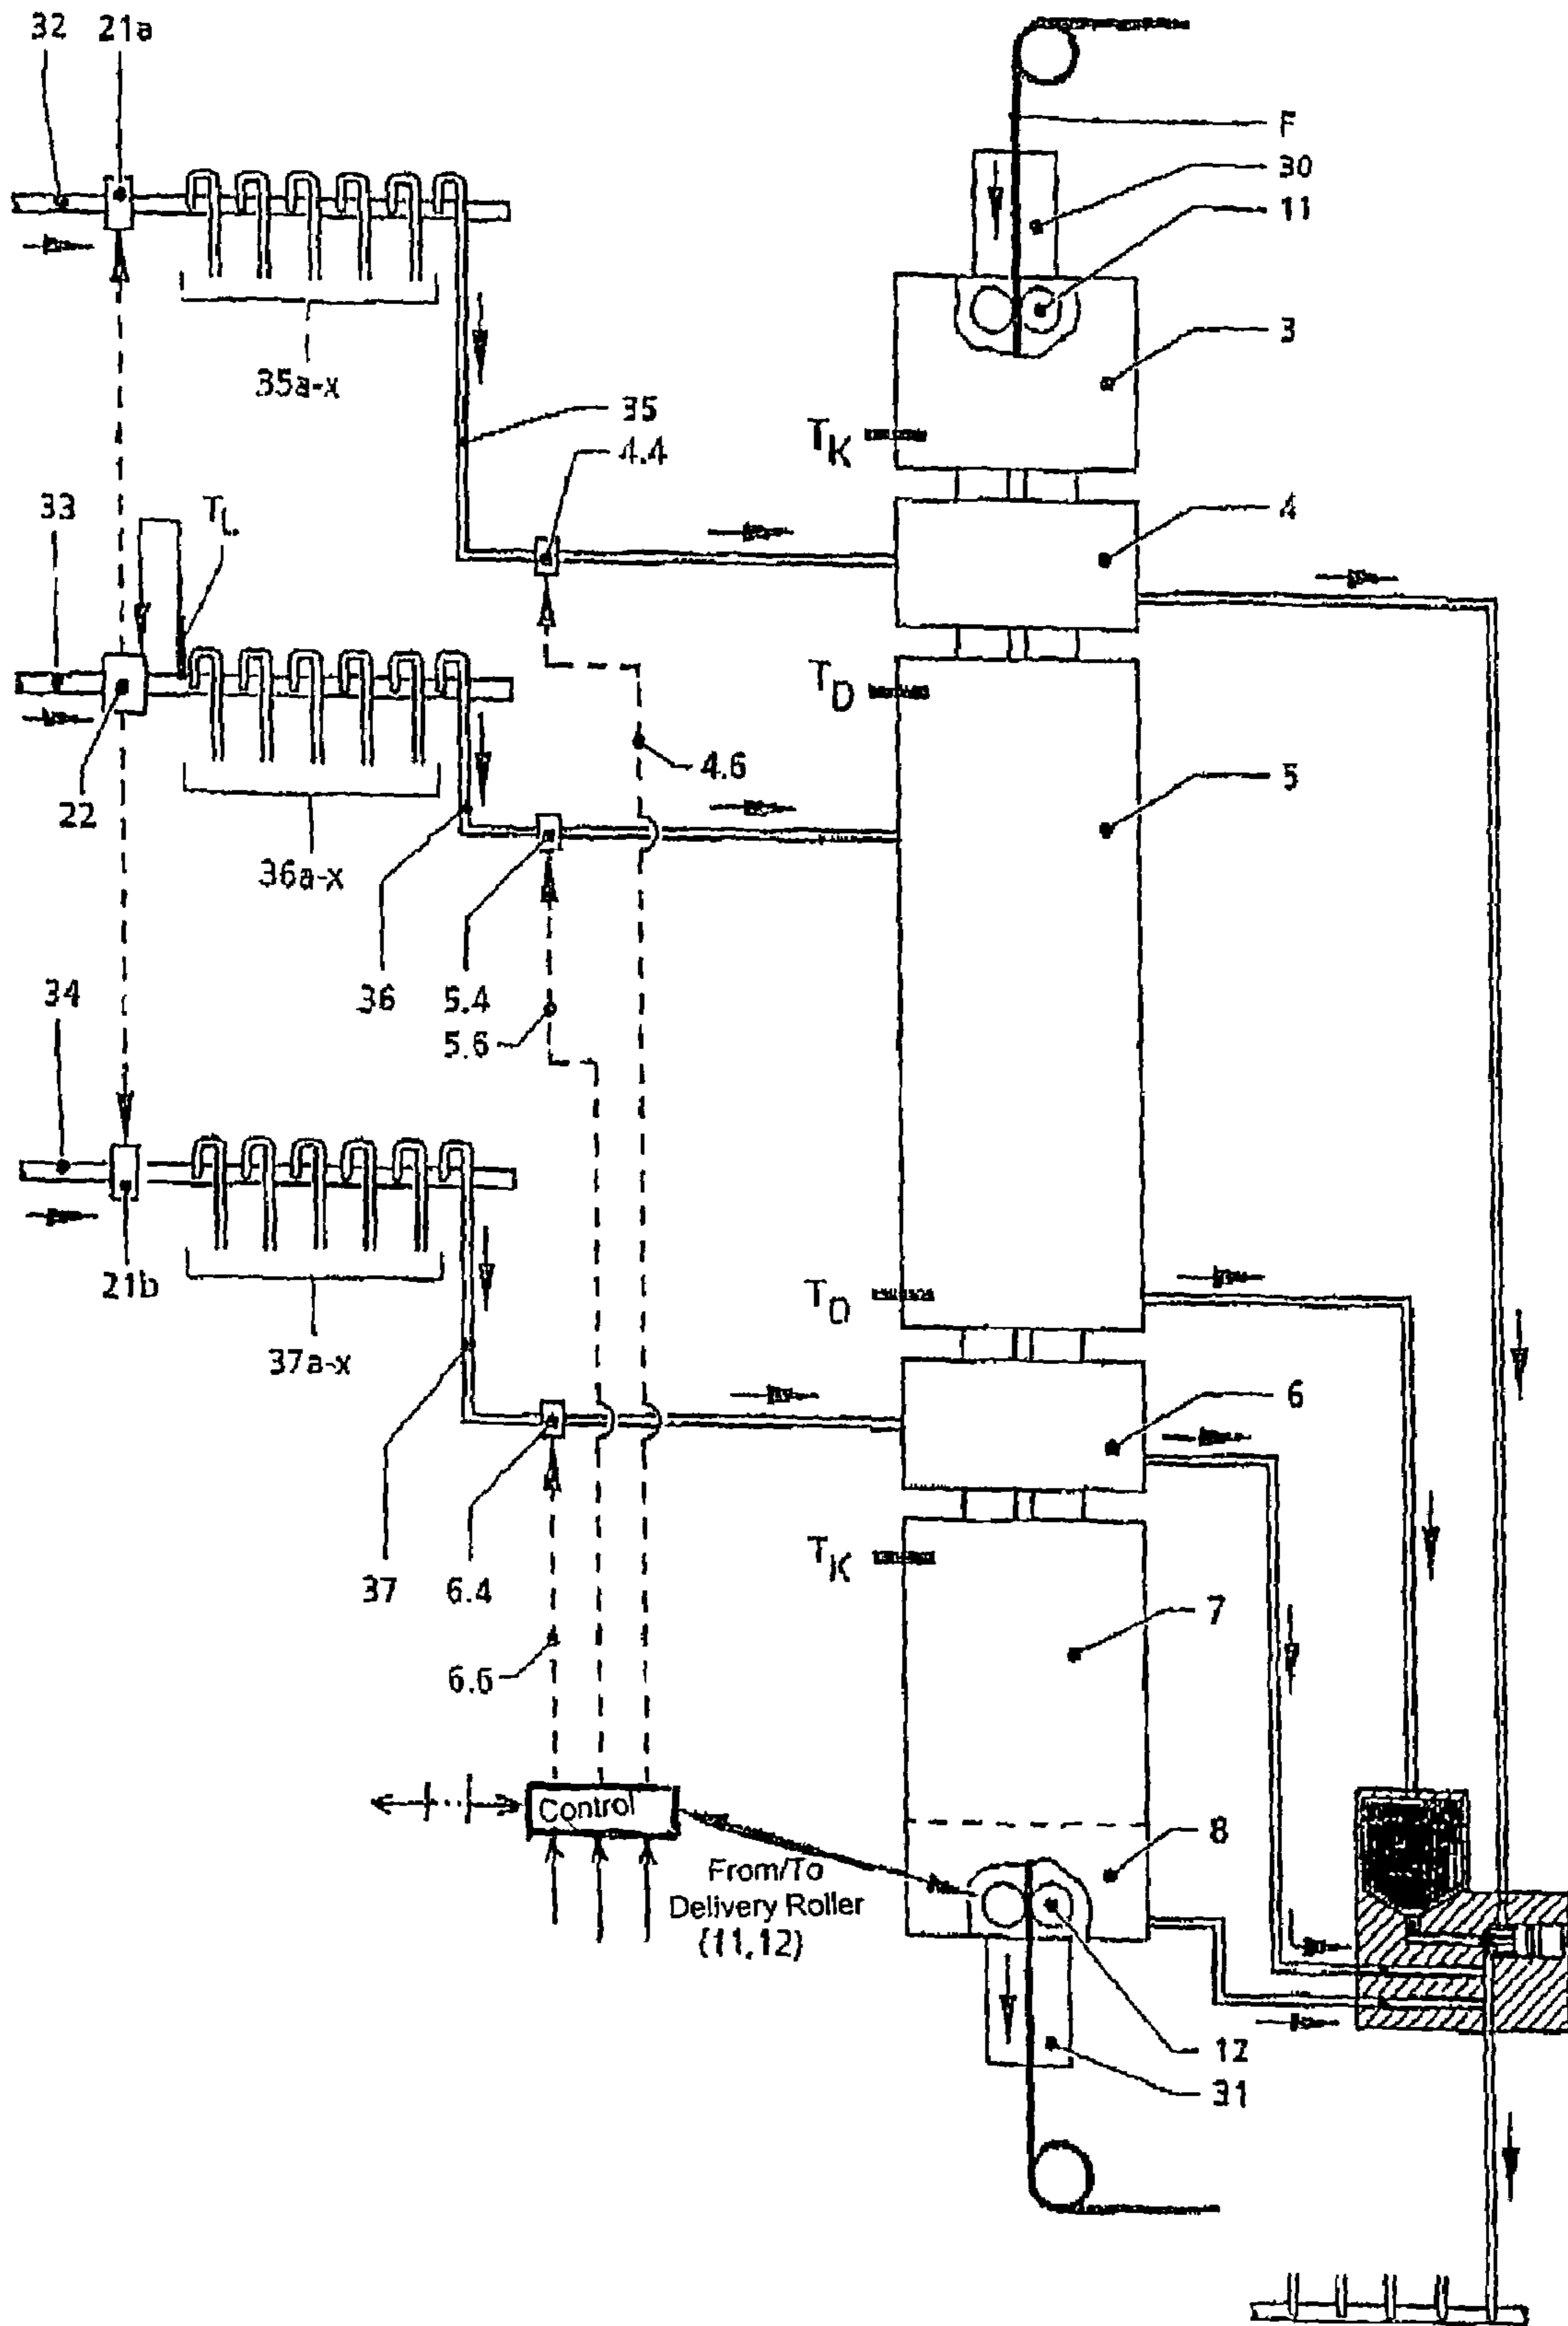 32 21a
F
30
11
3
35a-x
35
4.4
T_K
33 T_L
4
T_D
4.6
5
22
36a-x
36 5.4
5.6
34
21b
37a-x
T_D
6
37 6.4
T_K
7
6.6
Control
8
From/To
Delivery Roller
(11,12)
12
31